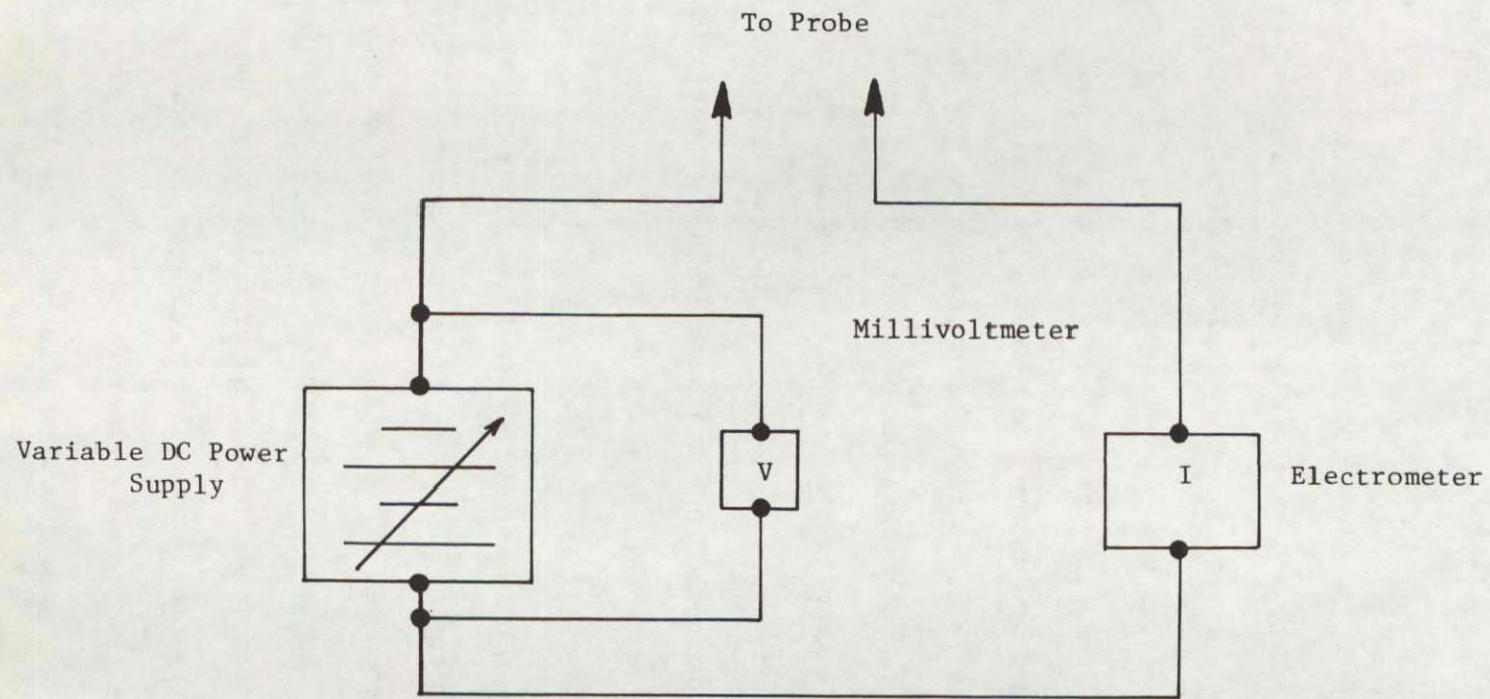 To Probe
Millivoltmeter
Variable DC Power
Supply
V
I
Electrometer